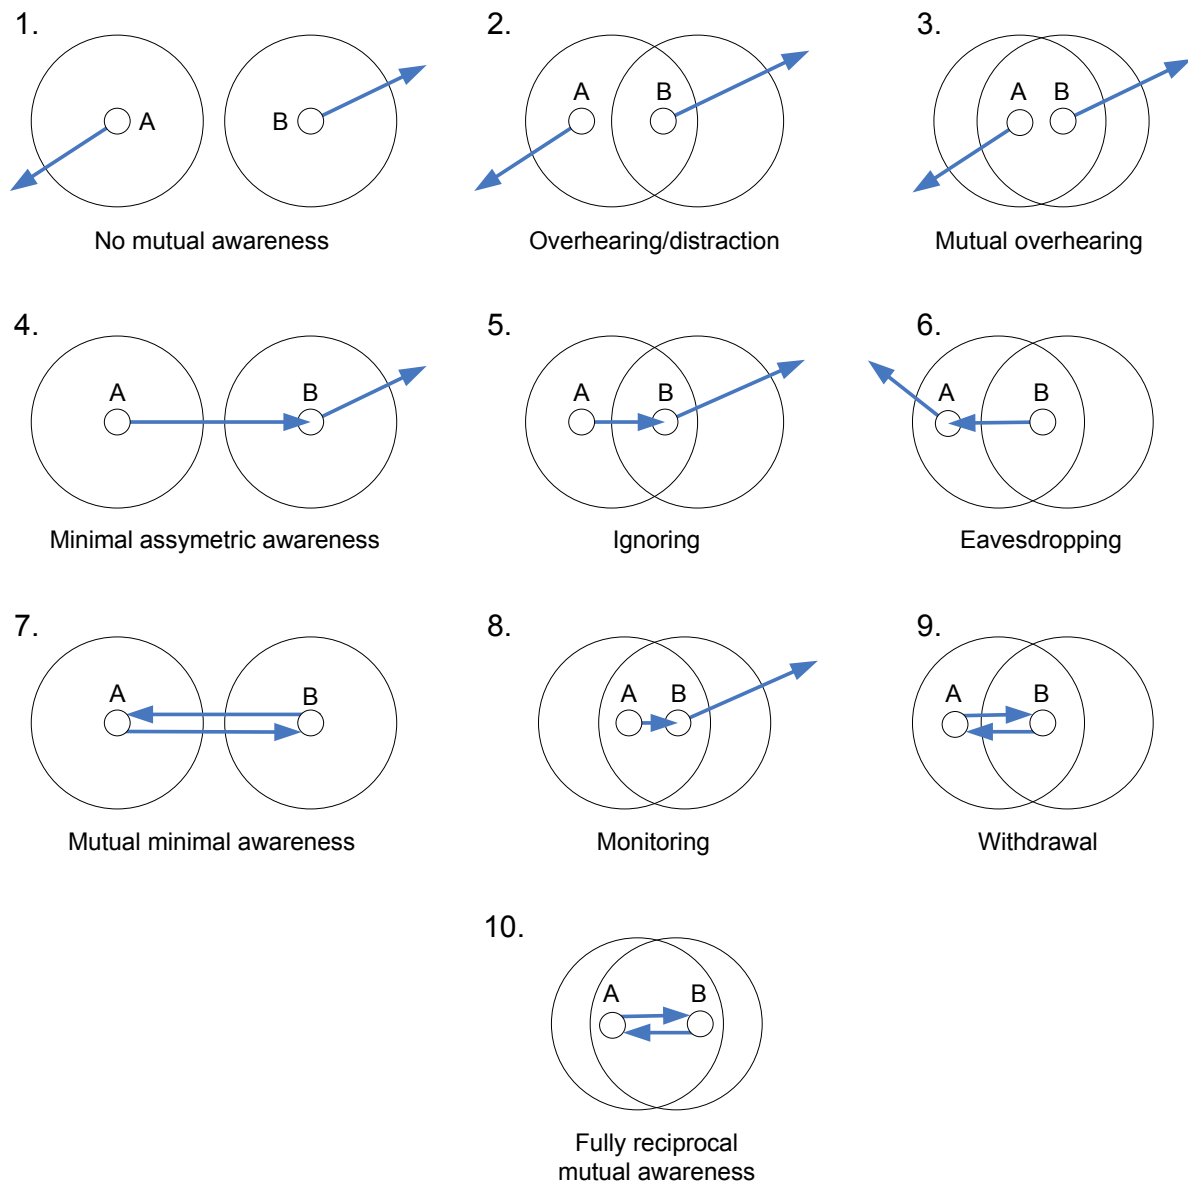 1.
A
B
No mutual awareness
2.
A
B
Overhearing/distraction
3.
A
B
Mutual overhearing
4.
A
B
Minimal assymetric awareness
5.
A
B
Ignoring
6.
A
B
Eavesdropping
7.
A
B
Mutual minimal awareness
8.
A
B
Monitoring
9.
A
B
Withdrawal
10.
A
B
Fully reciprocal
mutual awareness